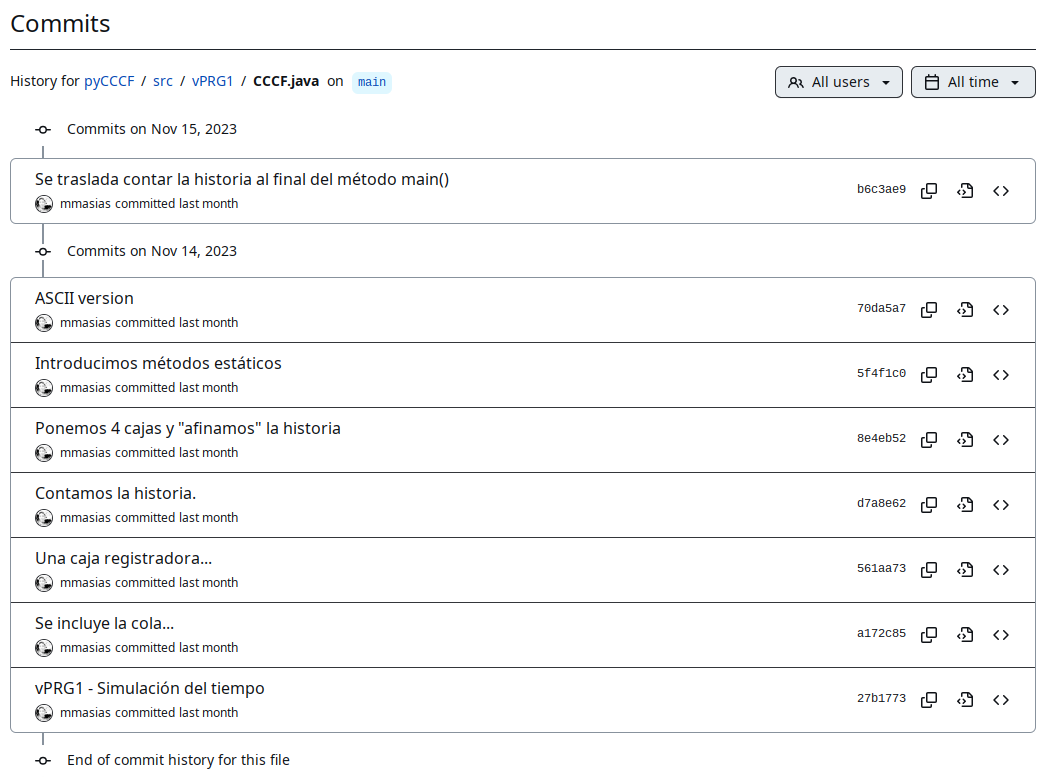 Commits
History for pyCCCF / src / vPRG1 / CCCF.java on main
All users
All time
Commits on Nov 15, 2023
Se traslada contar la historia al final del método main()
mmasias committed last month
b6c3ae9
Commits on Nov 14, 2023
ASCII version
mmasias committed last month
70da5a7
Introducimos métodos estáticos
mmasias committed last month
5f4f1c0
Ponemos 4 cajas y "afinamos" la historia
mmasias committed last month
8e4eb52
Contamos la historia.
mmasias committed last month
d7a8e62
Una caja registradora...
mmasias committed last month
561aa73
Se incluye la cola...
mmasias committed last month
a172c85
vPRG1 - Simulación del tiempo
mmasias committed last month
27b1773
End of commit history for this file